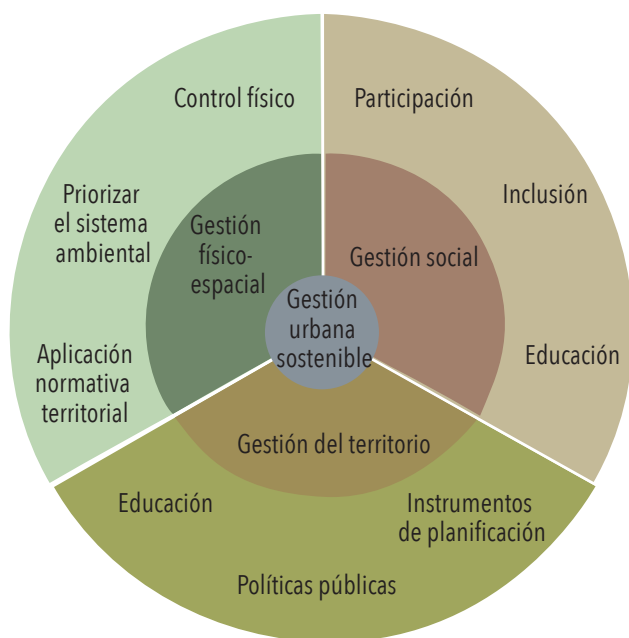 Control físico
Participación
Priorizar
el sistema
ambiental
Inclusión
Gestión
físico-
espacial
Gestión social
Gestión
urbana
sostenible
Aplicación
normativa
territorial
Educación
Gestión del territorio
Educación
Instrumentos
de planificación
Políticas públicas